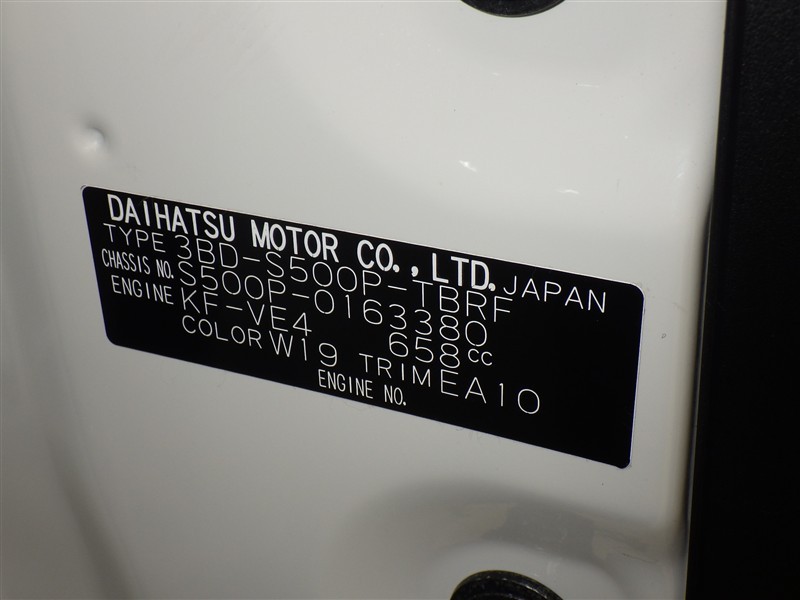 DAIHATSU MOTOR CO., LTD. JAPAN
TYPE 3BD-S500P-TBRF
CHASSIS NO. S500P-0163380
ENGINE KF-VE4 658cc
COLOR W19 TRIM EA10
ENGINE NO.